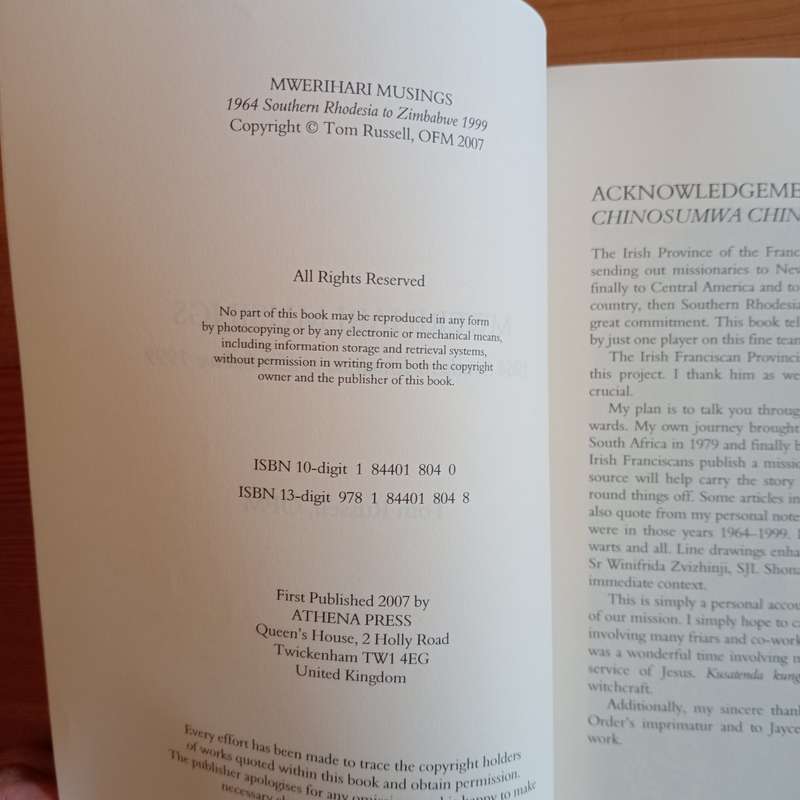 MWERIHARI MUSINGS
1964 Southern Rhodesia to Zimbabwe 1999
Copyright © Tom Russell, OFM 2007
All Rights Reserved
No part of this book may be reproduced in any form
by photocopying or by any electronic or mechanical means,
including information storage and retrieval systems,
without permission in writing from both the copyright
owner and the publisher of this book.
ISBN 10-digit 1 84401 804 0
ISBN 13-digit 978 1 84401 804 8
First Published 2007 by
ATHENA PRESS
Queen's House, 2 Holly Road
Twickenham TW1 4EG
United Kingdom
Every effort has been made to trace the copyright holders
of works quoted within this book and obtain permission.
The publisher apologises for any omission and is happy to make
necessary
ACKNOWLEDGEME
CHINOSUMWA CHIN
The Irish Province of the Franc
sending out missionaries to New
finally to Central America and to
country, then Southern Rhodesia
great commitment. This book tel
by just one player on this fine team
The Irish Franciscan Provinci
this project. I thank him as we
crucial.
My plan is to talk you throug
wards. My own journey brought
South Africa in 1979 and finally b
Irish Franciscans publish a missio
source will help carry the story
round things off. Some articles in
also quote from my personal note
were in those years 1964–1999. I
warts and all. Line drawings enha
Sr Winifrida Zvizhinji, SJI. Shona
immediate context.
This is simply a personal accou
of our mission. I simply hope to ca
involving many friars and co-work
was a wonderful time involving m
service of Jesus. Kusatenda kung
witchcraft.
Additionally, my sincere thank
Order's imprimatur and to Jayce
work.